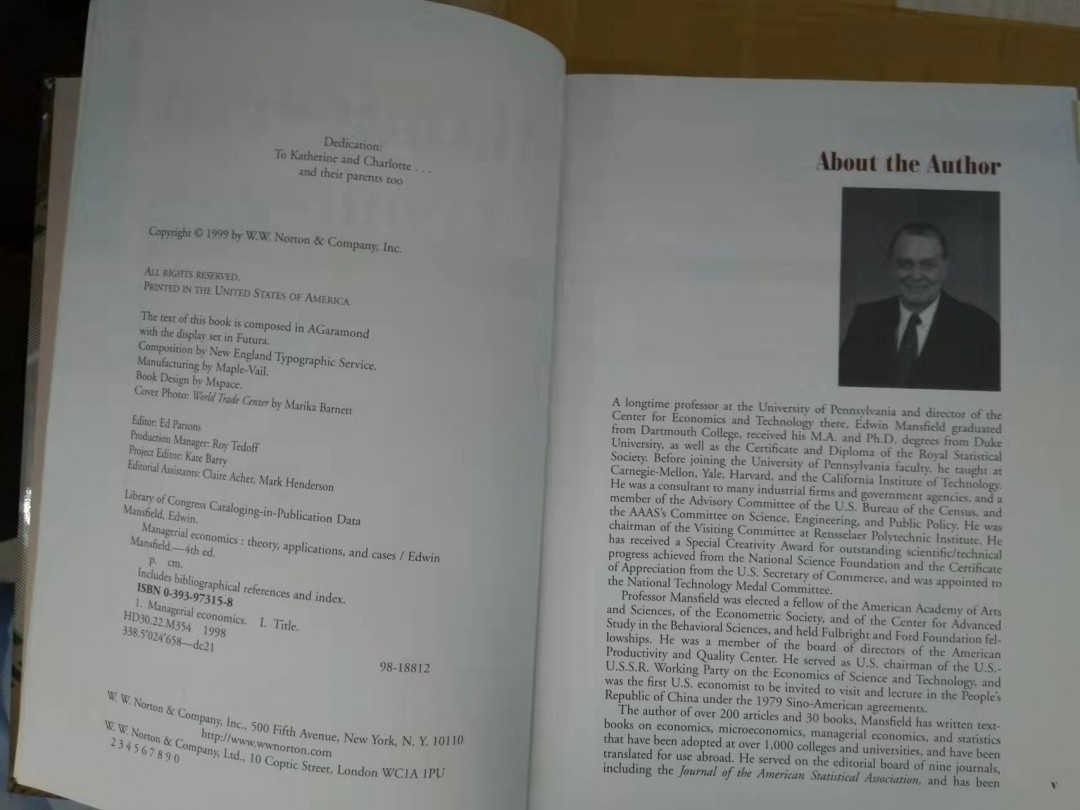 Dedication:
To Katherine and Charlotte . . .
and their parents too
Copyright © 1999 by W.W. Norton & Company, Inc.
ALL RIGHTS RESERVED.
PRINTED IN THE UNITED STATES OF AMERICA.
The text of this book is composed in AGaramond
with the display set in Futura.
Composition by New England Typographic Service.
Manufacturing by Maple-Vail.
Book Design by Mspace.
Cover Photo: World Trade Center by Marika Barnett
Editor: Ed Parsons
Production Manager: Roy Tedoff
Project Editor: Kate Barry
Editorial Assistants: Claire Acher, Mark Henderson
Library of Congress Cataloging-in-Publication Data
Mansfield, Edwin.
Managerial economics : theory, applications, and cases / Edwin
Mansfield.—4th ed.
p. cm.
Includes bibliographical references and index.
ISBN 0-393-97315-8
1. Managerial economics. I. Title.
HD30.22.M354 1998
338.5'024'658—dc21
98-18812
W. W. Norton & Company, Inc., 500 Fifth Avenue, New York, N. Y. 10110
http://www.wwnorton.com
W. W. Norton & Company, Ltd., 10 Coptic Street, London WC1A 1PU
2 3 4 5 6 7 8 9 0
About the Author
A longtime professor at the University of Pennsylvania and director of the
Center for Economics and Technology there, Edwin Mansfield graduated
from Dartmouth College, received his M.A. and Ph.D. degrees from Duke
University, as well as the Certificate and Diploma of the Royal Statistical
Society. Before joining the University of Pennsylvania faculty, he taught at
Carnegie-Mellon, Yale, Harvard, and the California Institute of Technology.
He was a consultant to many industrial firms and government agencies, and a
member of the Advisory Committee of the U.S. Bureau of the Census, and
the AAAS's Committee on Science, Engineering, and Public Policy. He was
chairman of the Visiting Committee at Rensselaer Polytechnic Institute. He
has received a Special Creativity Award for outstanding scientific/technical
progress achieved from the National Science Foundation and the Certificate
of Appreciation from the U.S. Secretary of Commerce, and was appointed to
the National Technology Medal Committee.
Professor Mansfield was elected a fellow of the American Academy of Arts
and Sciences, of the Econometric Society, and of the Center for Advanced
Study in the Behavioral Sciences, and held Fulbright and Ford Foundation fel-
lowships. He was a member of the board of directors of the American
Productivity and Quality Center. He served as U.S. chairman of the U.S.-
U.S.S.R. Working Party on the Economics of Science and Technology, and
was the first U.S. economist to be invited to visit and lecture in the People's
Republic of China under the 1979 Sino-American agreements.
The author of over 200 articles and 30 books, Mansfield has written text-
books on economics, microeconomics, managerial economics, and statistics
that have been adopted at over 1,000 colleges and universities, and have been
translated for use abroad. He served on the editorial board of nine journals,
including the Journal of the American Statistical Association, and has been
v